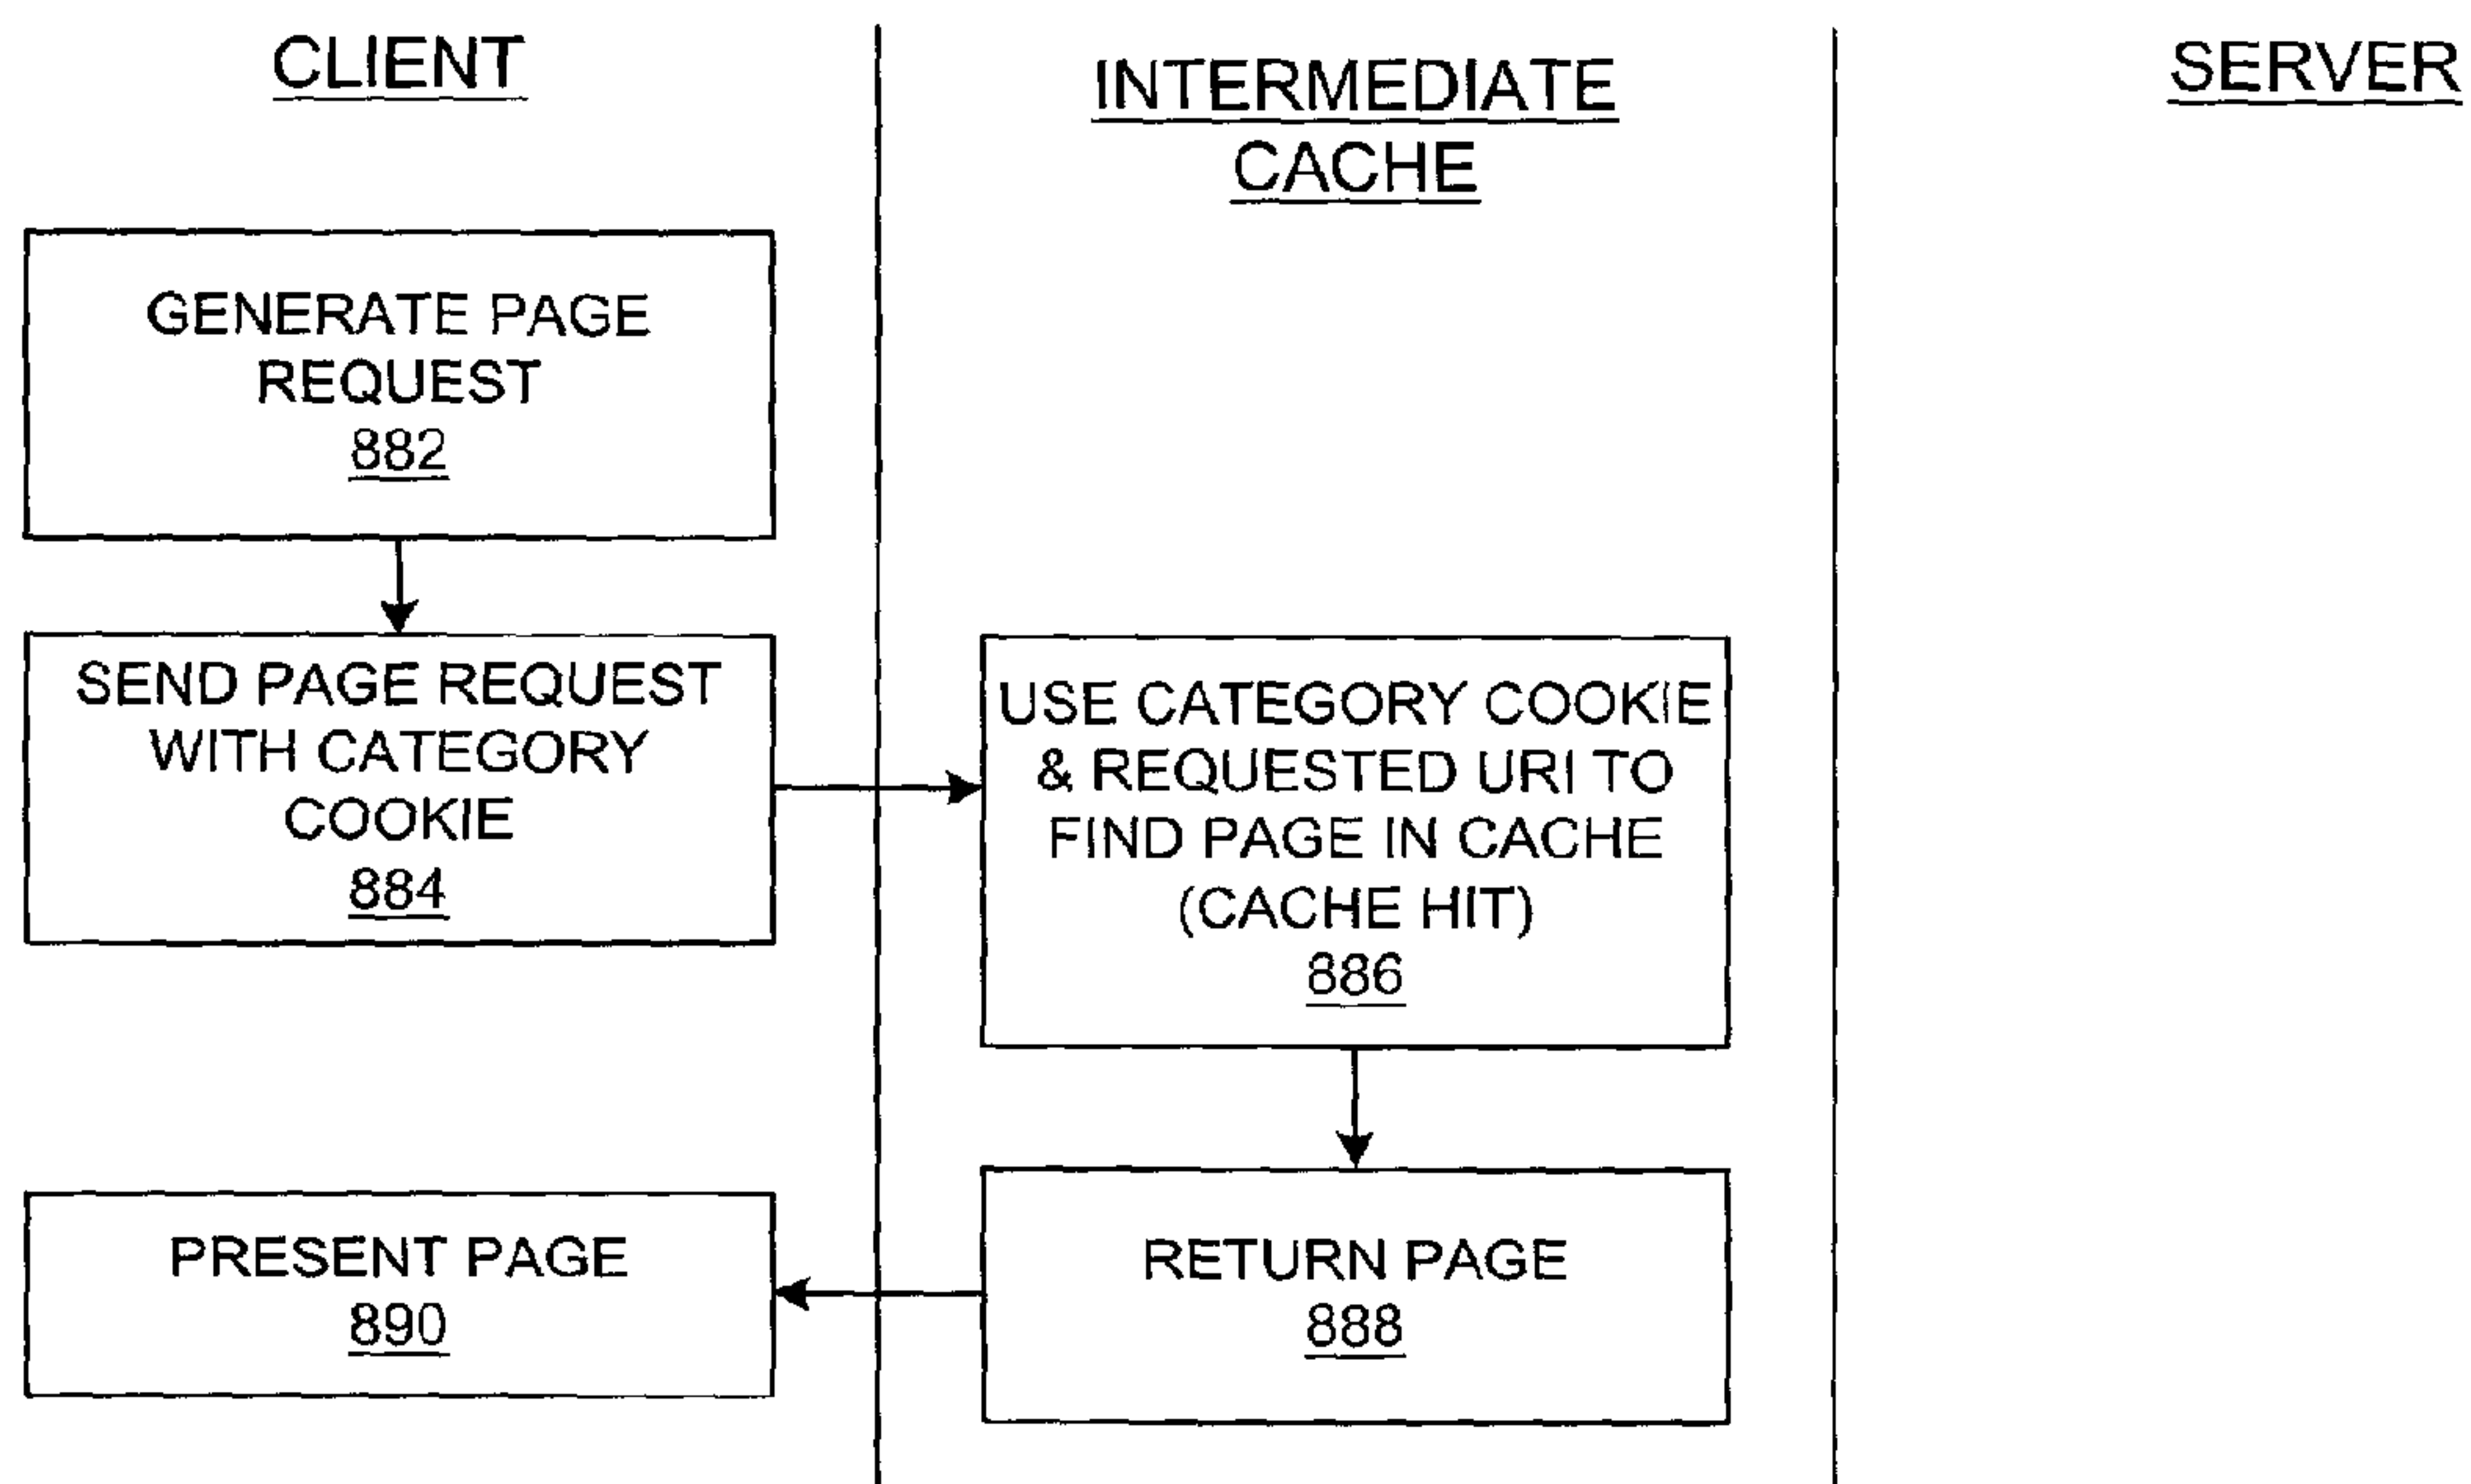 CLIENT
INTERMEDIATE
CACHE
SERVER
GENERATE PAGE
REQUEST
882
SEND PAGE REQUEST
WITH CATEGORY
COOKIE
884
USE CATEGORY COOKIE
& REQUESTED URI TO
FIND PAGE IN CACHE
(CACHE HIT)
886
RETURN PAGE
888
PRESENT PAGE
890